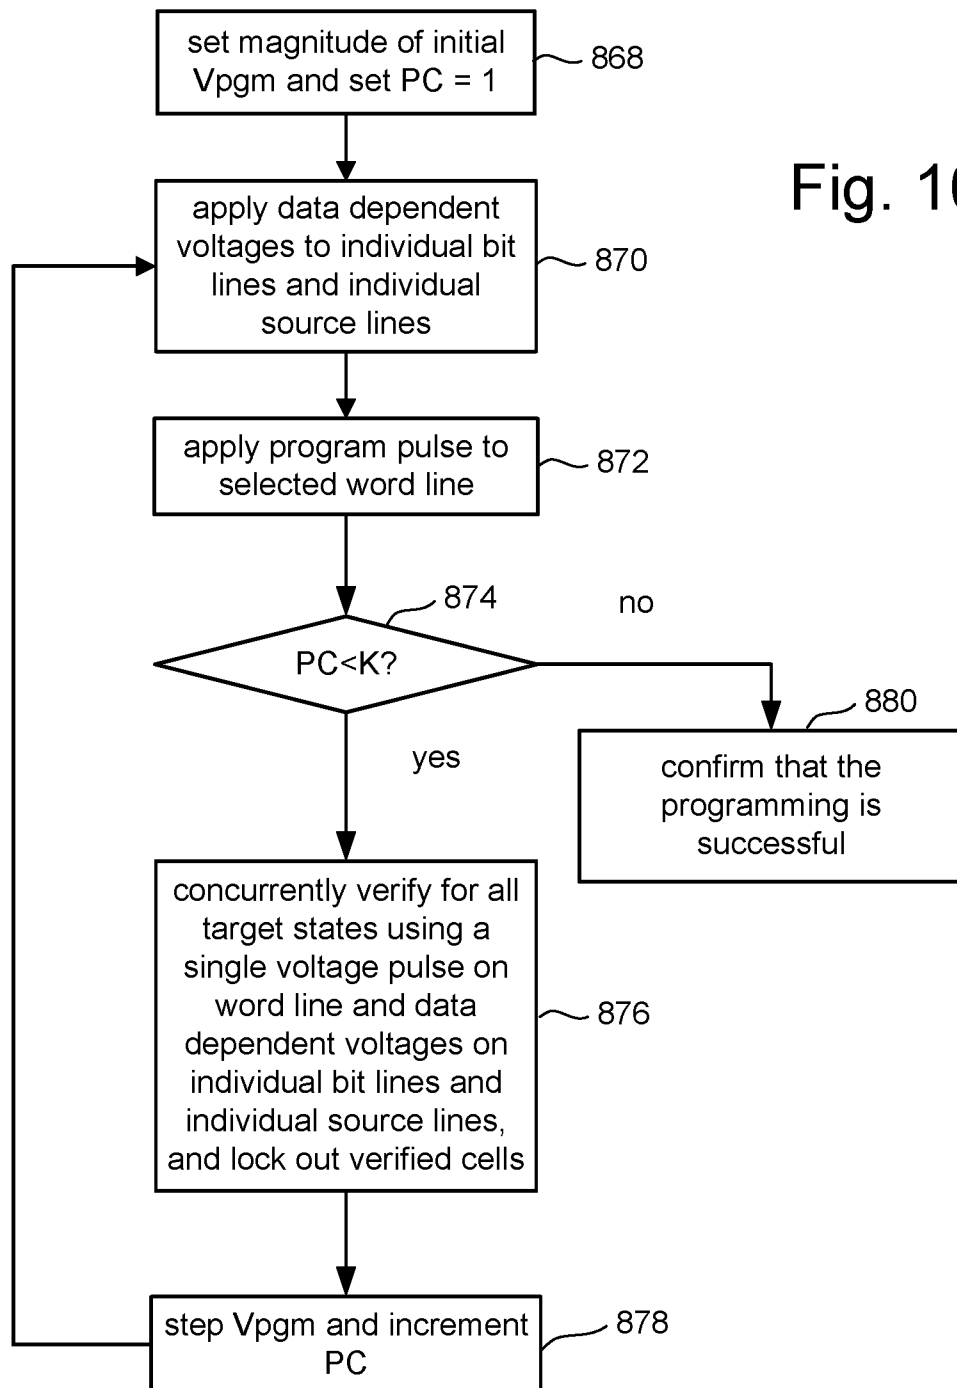 set magnitude of initial
Vpgm and set PC = 1
868
Fig. 10
apply data dependent
voltages to individual bit
lines and individual
source lines
870
apply program pulse to
selected word line
872
874
PC<K?
no
yes
880
confirm that the
programming is
successful
concurrently verify for all
target states using a
single voltage pulse on
word line and data
dependent voltages on
individual bit lines and
individual source lines,
and lock out verified cells
876
step Vpgm and increment
PC
878